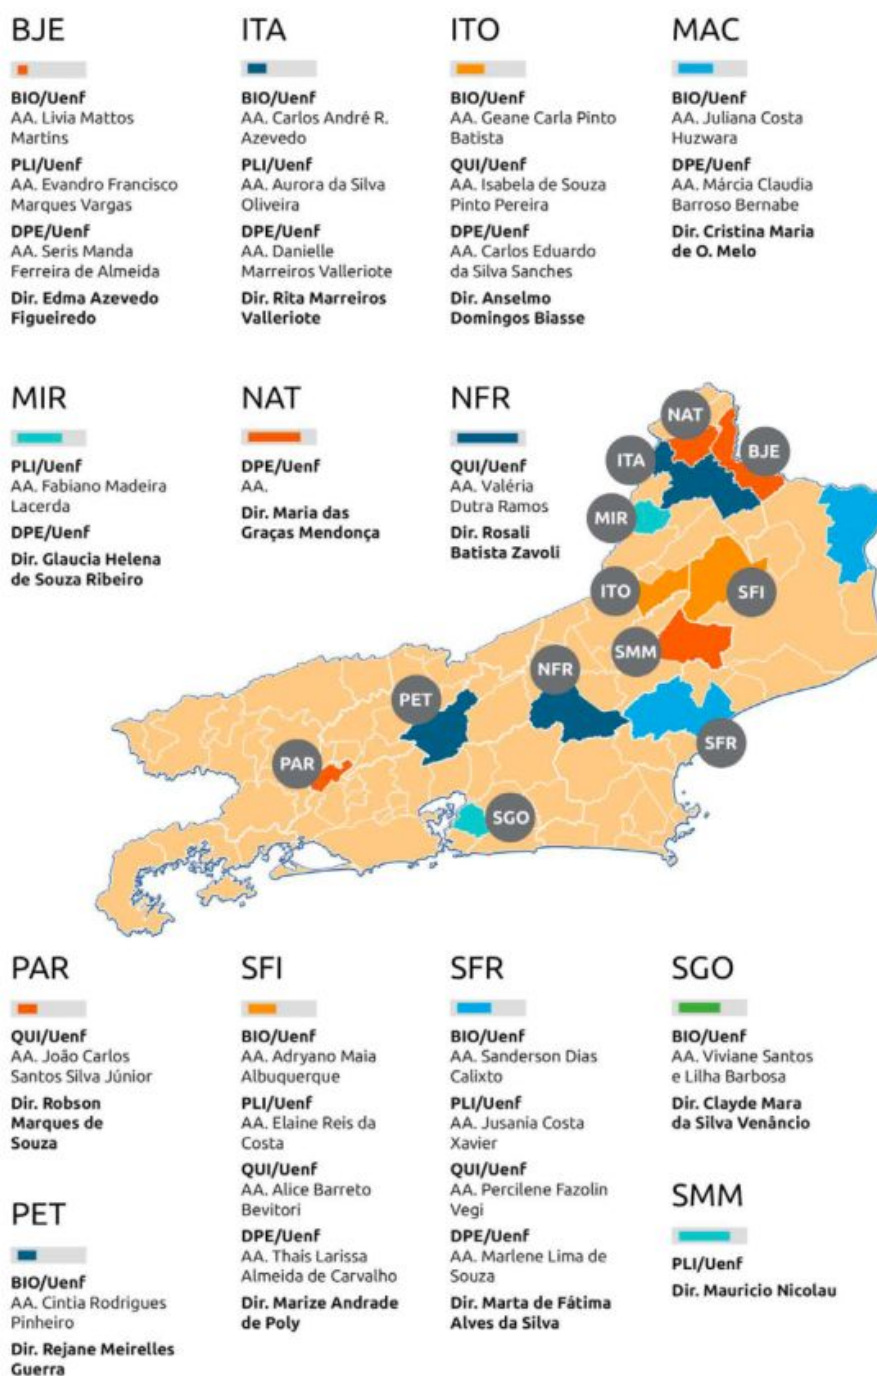 BJE
BIO/Uenf
AA. Livia Mattos
Martins
PLI/Uenf
AA. Evandro Francisco
Marques Vargas
DPE/Uenf
AA. Seris Manda
Ferreira de Almeida
Dir. Edma Azevedo
Figueiredo
ITA
BIO/Uenf
AA. Carlos André R.
Azevedo
PLI/Uenf
AA. Aurora da Silva
Oliveira
DPE/Uenf
AA. Danielle
Marreiros Valleriote
Dir. Rita Marreiros
Valleriote
ITO
BIO/Uenf
AA. Geane Carla Pinto
Batista
QUI/Uenf
AA. Isabela de Souza
Pinto Pereira
DPE/Uenf
AA. Carlos Eduardo
da Silva Sanches
Dir. Anselmo
Domingos Biasse
MAC
BIO/Uenf
AA. Juliana Costa
Huzwara
DPE/Uenf
AA. Márcia Claudia
Barroso Bernabe
Dir. Cristina Maria
de O. Melo
MIR
PLI/Uenf
AA. Fabiano Madeira
Lacerda
DPE/Uenf
Dir. Glaucia Helena
de Souza Ribeiro
NAT
DPE/Uenf
AA.
Dir. Maria das
Graças Mendonça
NFR
QUI/Uenf
AA. Valéria
Dutra Ramos
Dir. Rosali
Batista Zavoli
NAT
BJE
ITA
MIR
ITO
SFI
SMM
NFR
PET
SFR
PAR
SGO
PAR
QUI/Uenf
AA. João Carlos
Santos Silva Júnior
Dir. Robson
Marques de
Souza
PET
BIO/Uenf
AA. Cintia Rodrigues
Pinheiro
Dir. Rejane Meirelles
Guerra
SFI
BIO/Uenf
AA. Adryano Maia
Albuquerque
PLI/Uenf
AA. Elaine Reis da
Costa
QUI/Uenf
AA. Alice Barreto
Bevitori
DPE/Uenf
AA. Thaís Larissa
Almeida de Carvalho
Dir. Marize Andrade
de Poly
SFR
BIO/Uenf
AA. Sanderson Dias
Calixto
PLI/Uenf
AA. Jusania Costa
Xavier
QUI/Uenf
AA. Percilene Fazolin
Vegi
DPE/Uenf
AA. Marlene Lima de
Souza
Dir. Marta de Fátima
Alves da Silva
SGO
BIO/Uenf
AA. Viviane Santos
e Lilha Barbosa
Dir. Clayde Mara
da Silva Venâncio
SMM
PLI/Uenf
Dir. Mauricio Nicolau